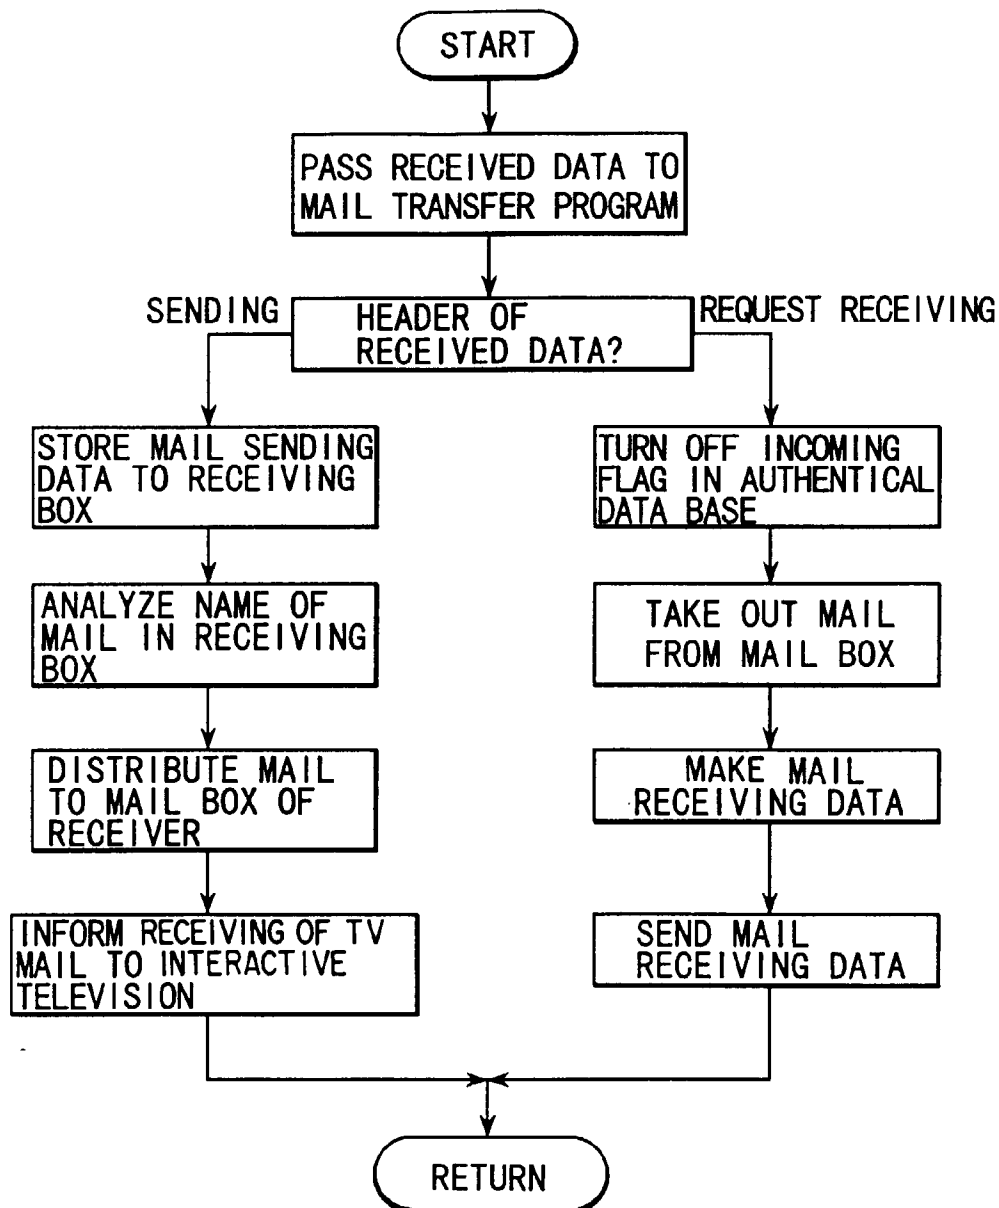 START
PASS RECEIVED DATA TO
MAIL TRANSFER PROGRAM
SENDING
HEADER OF
RECEIVED DATA?
REQUEST RECEIVING
STORE MAIL SENDING
DATA TO RECEIVING
BOX
ANALYZE NAME OF
MAIL IN RECEIVING
BOX
DISTRIBUTE MAIL
TO MAIL BOX OF
RECEIVER
INFORM RECEIVING OF TV
MAIL TO INTERACTIVE
TELEVISION
TURN OFF INCOMING
FLAG IN AUTHENTICAL
DATA BASE
TAKE OUT MAIL
FROM MAIL BOX
MAKE MAIL
RECEIVING DATA
SEND MAIL
RECEIVING DATA
RETURN